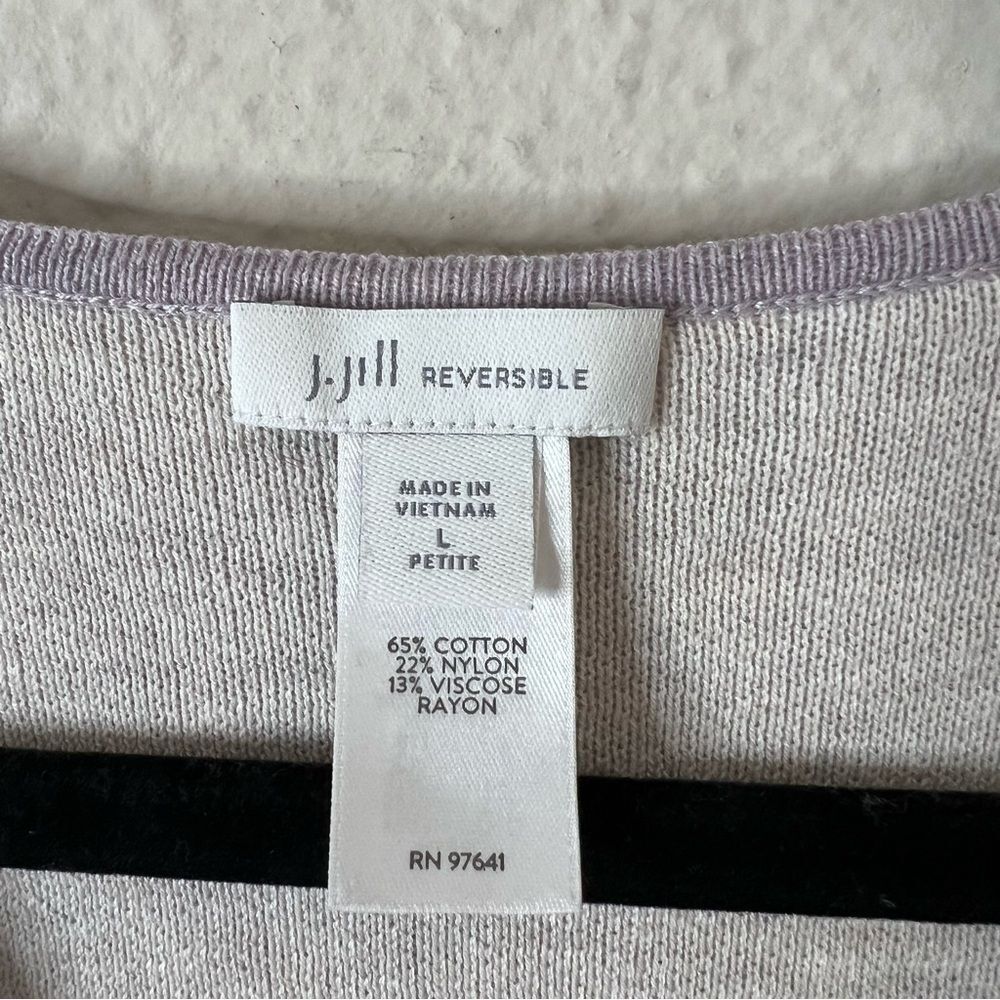 J.Jill REVERSIBLE
MADE IN
VIETNAM
L
PETITE
65% COTTON
22% NYLON
13% VISCOSE
RAYON
RN 97641